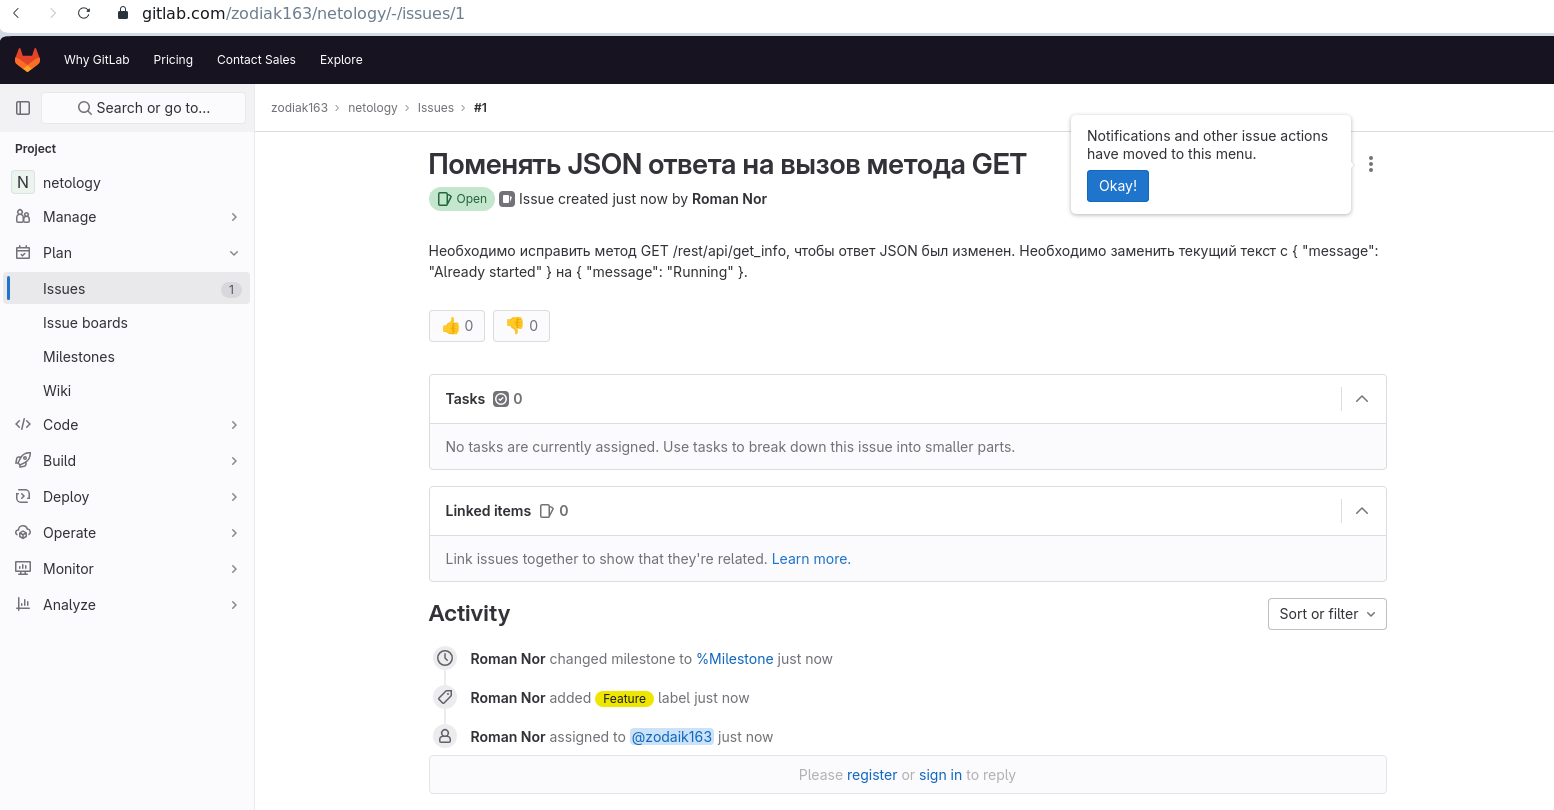 gitlab.com/zodiak163/netology/-/issues/1
Why GitLab Pricing Contact Sales Explore
Search or go to...
zodiak163 › netology › Issues › #1
Project
N netology
Manage
Plan
Issues 1
Issue boards
Milestones
Wiki
Code
Build
Deploy
Operate
Monitor
Analyze
Notifications and other issue actions
have moved to this menu.
Okay!
Поменять JSON ответа на вызов метода GET
Open Issue created just now by Roman Nor
Необходимо исправить метод GET /rest/api/get_info, чтобы ответ JSON был изменен. Необходимо заменить текущий текст с { "message":
"Already started" } на { "message": "Running" }.
👍 0 👎 0
Tasks 0
No tasks are currently assigned. Use tasks to break down this issue into smaller parts.
Linked items 0
Link issues together to show that they're related. Learn more.
Activity
Sort or filter
Roman Nor changed milestone to %Milestone just now
Roman Nor added Feature label just now
Roman Nor assigned to @zodaik163 just now
Please register or sign in to reply